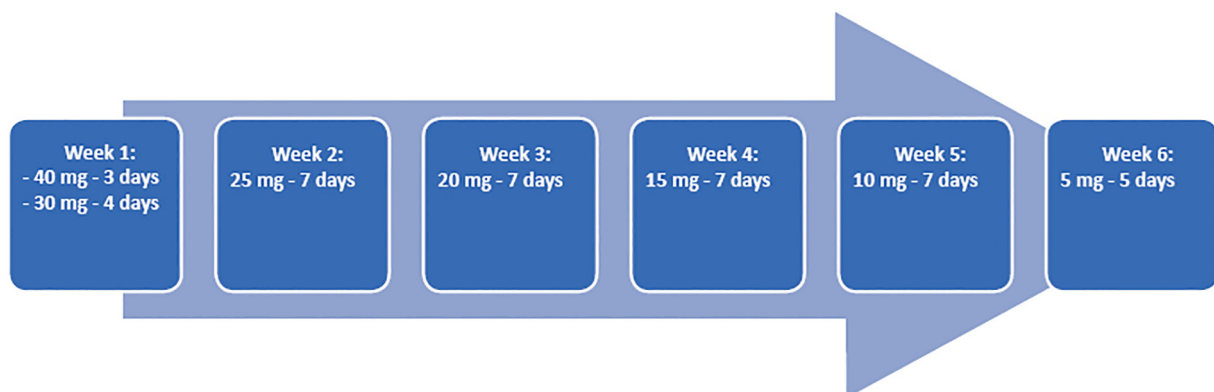 Week 1:
- 40 mg - 3 days
- 30 mg - 4 days
Week 2:
25 mg - 7 days
Week 3:
20 mg - 7 days
Week 4:
15 mg - 7 days
Week 5:
10 mg - 7 days
Week 6:
5 mg - 5 days